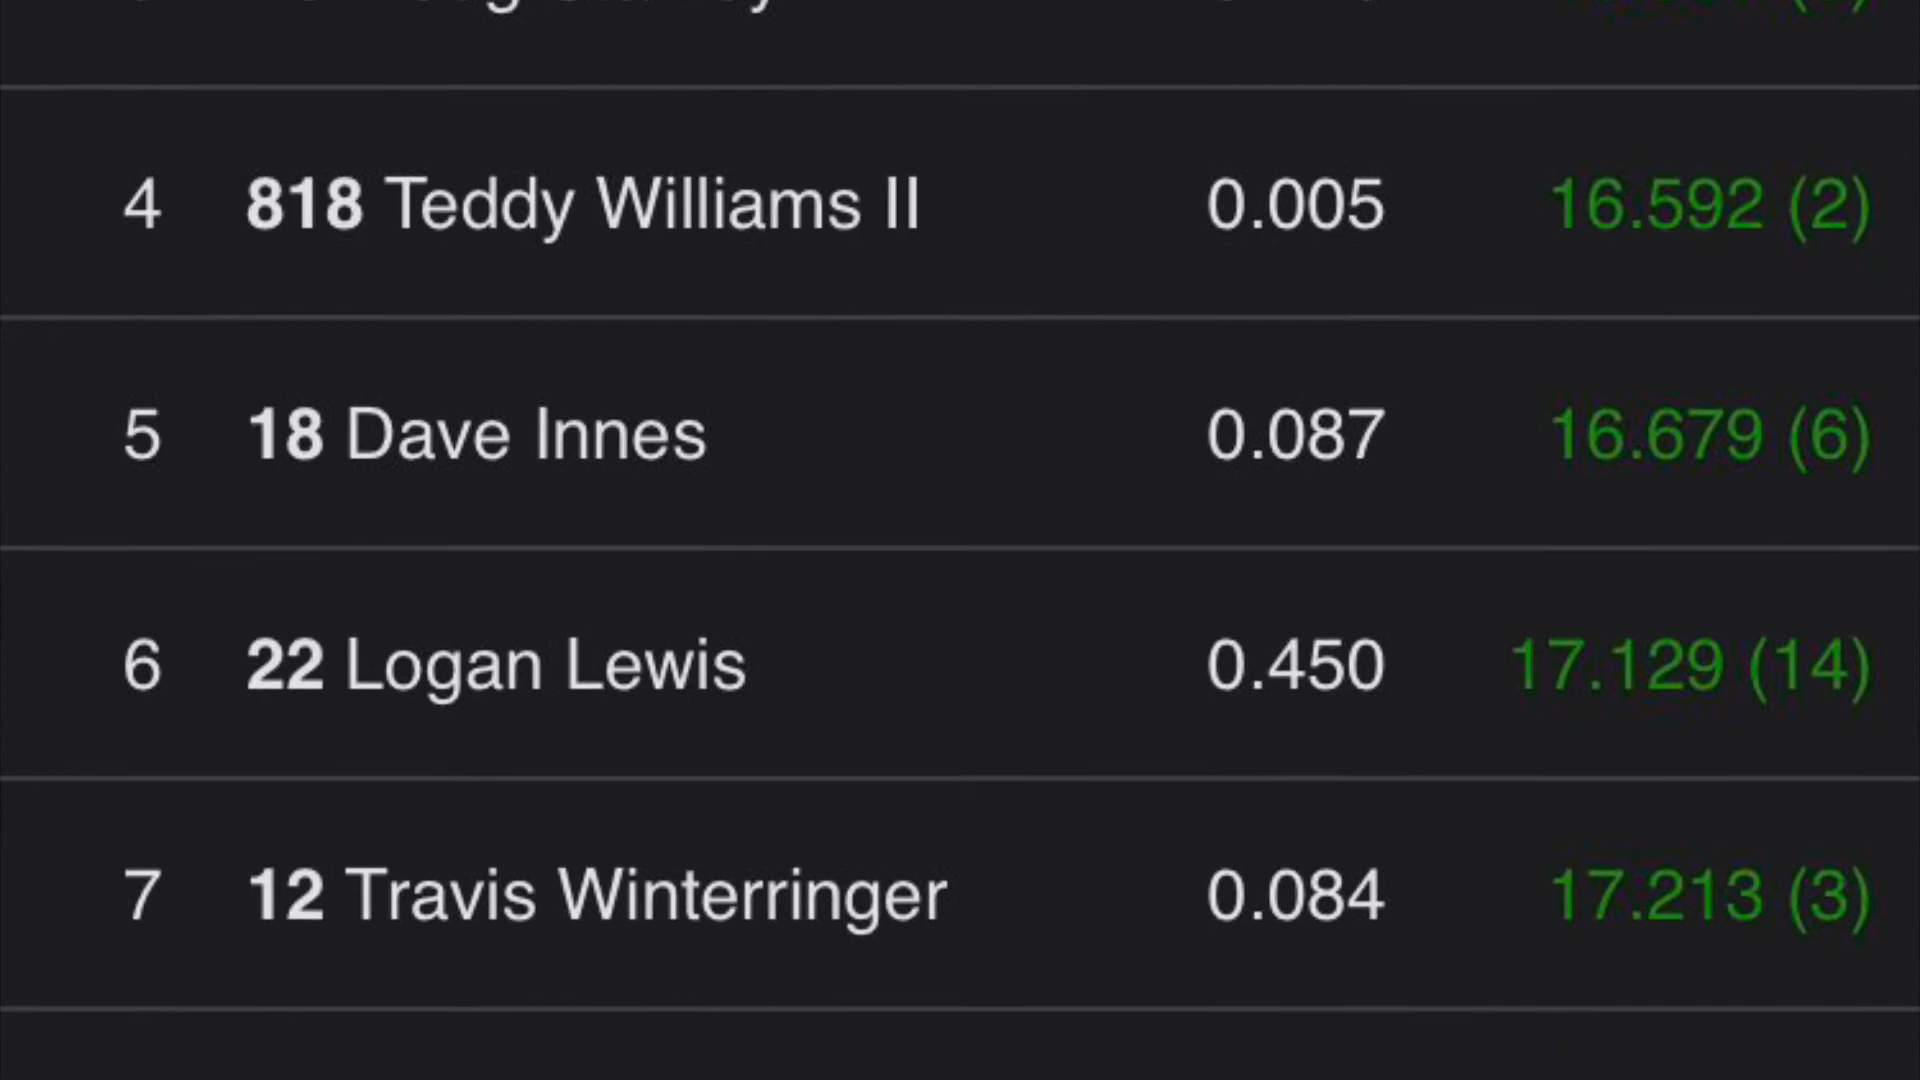 4 818 Teddy Williams II 0.005 16.592 (2)
5 18 Dave Innes 0.087 16.679 (6)
6 22 Logan Lewis 0.450 17.129 (14)
7 12 Travis Winterringer 0.084 17.213 (3)